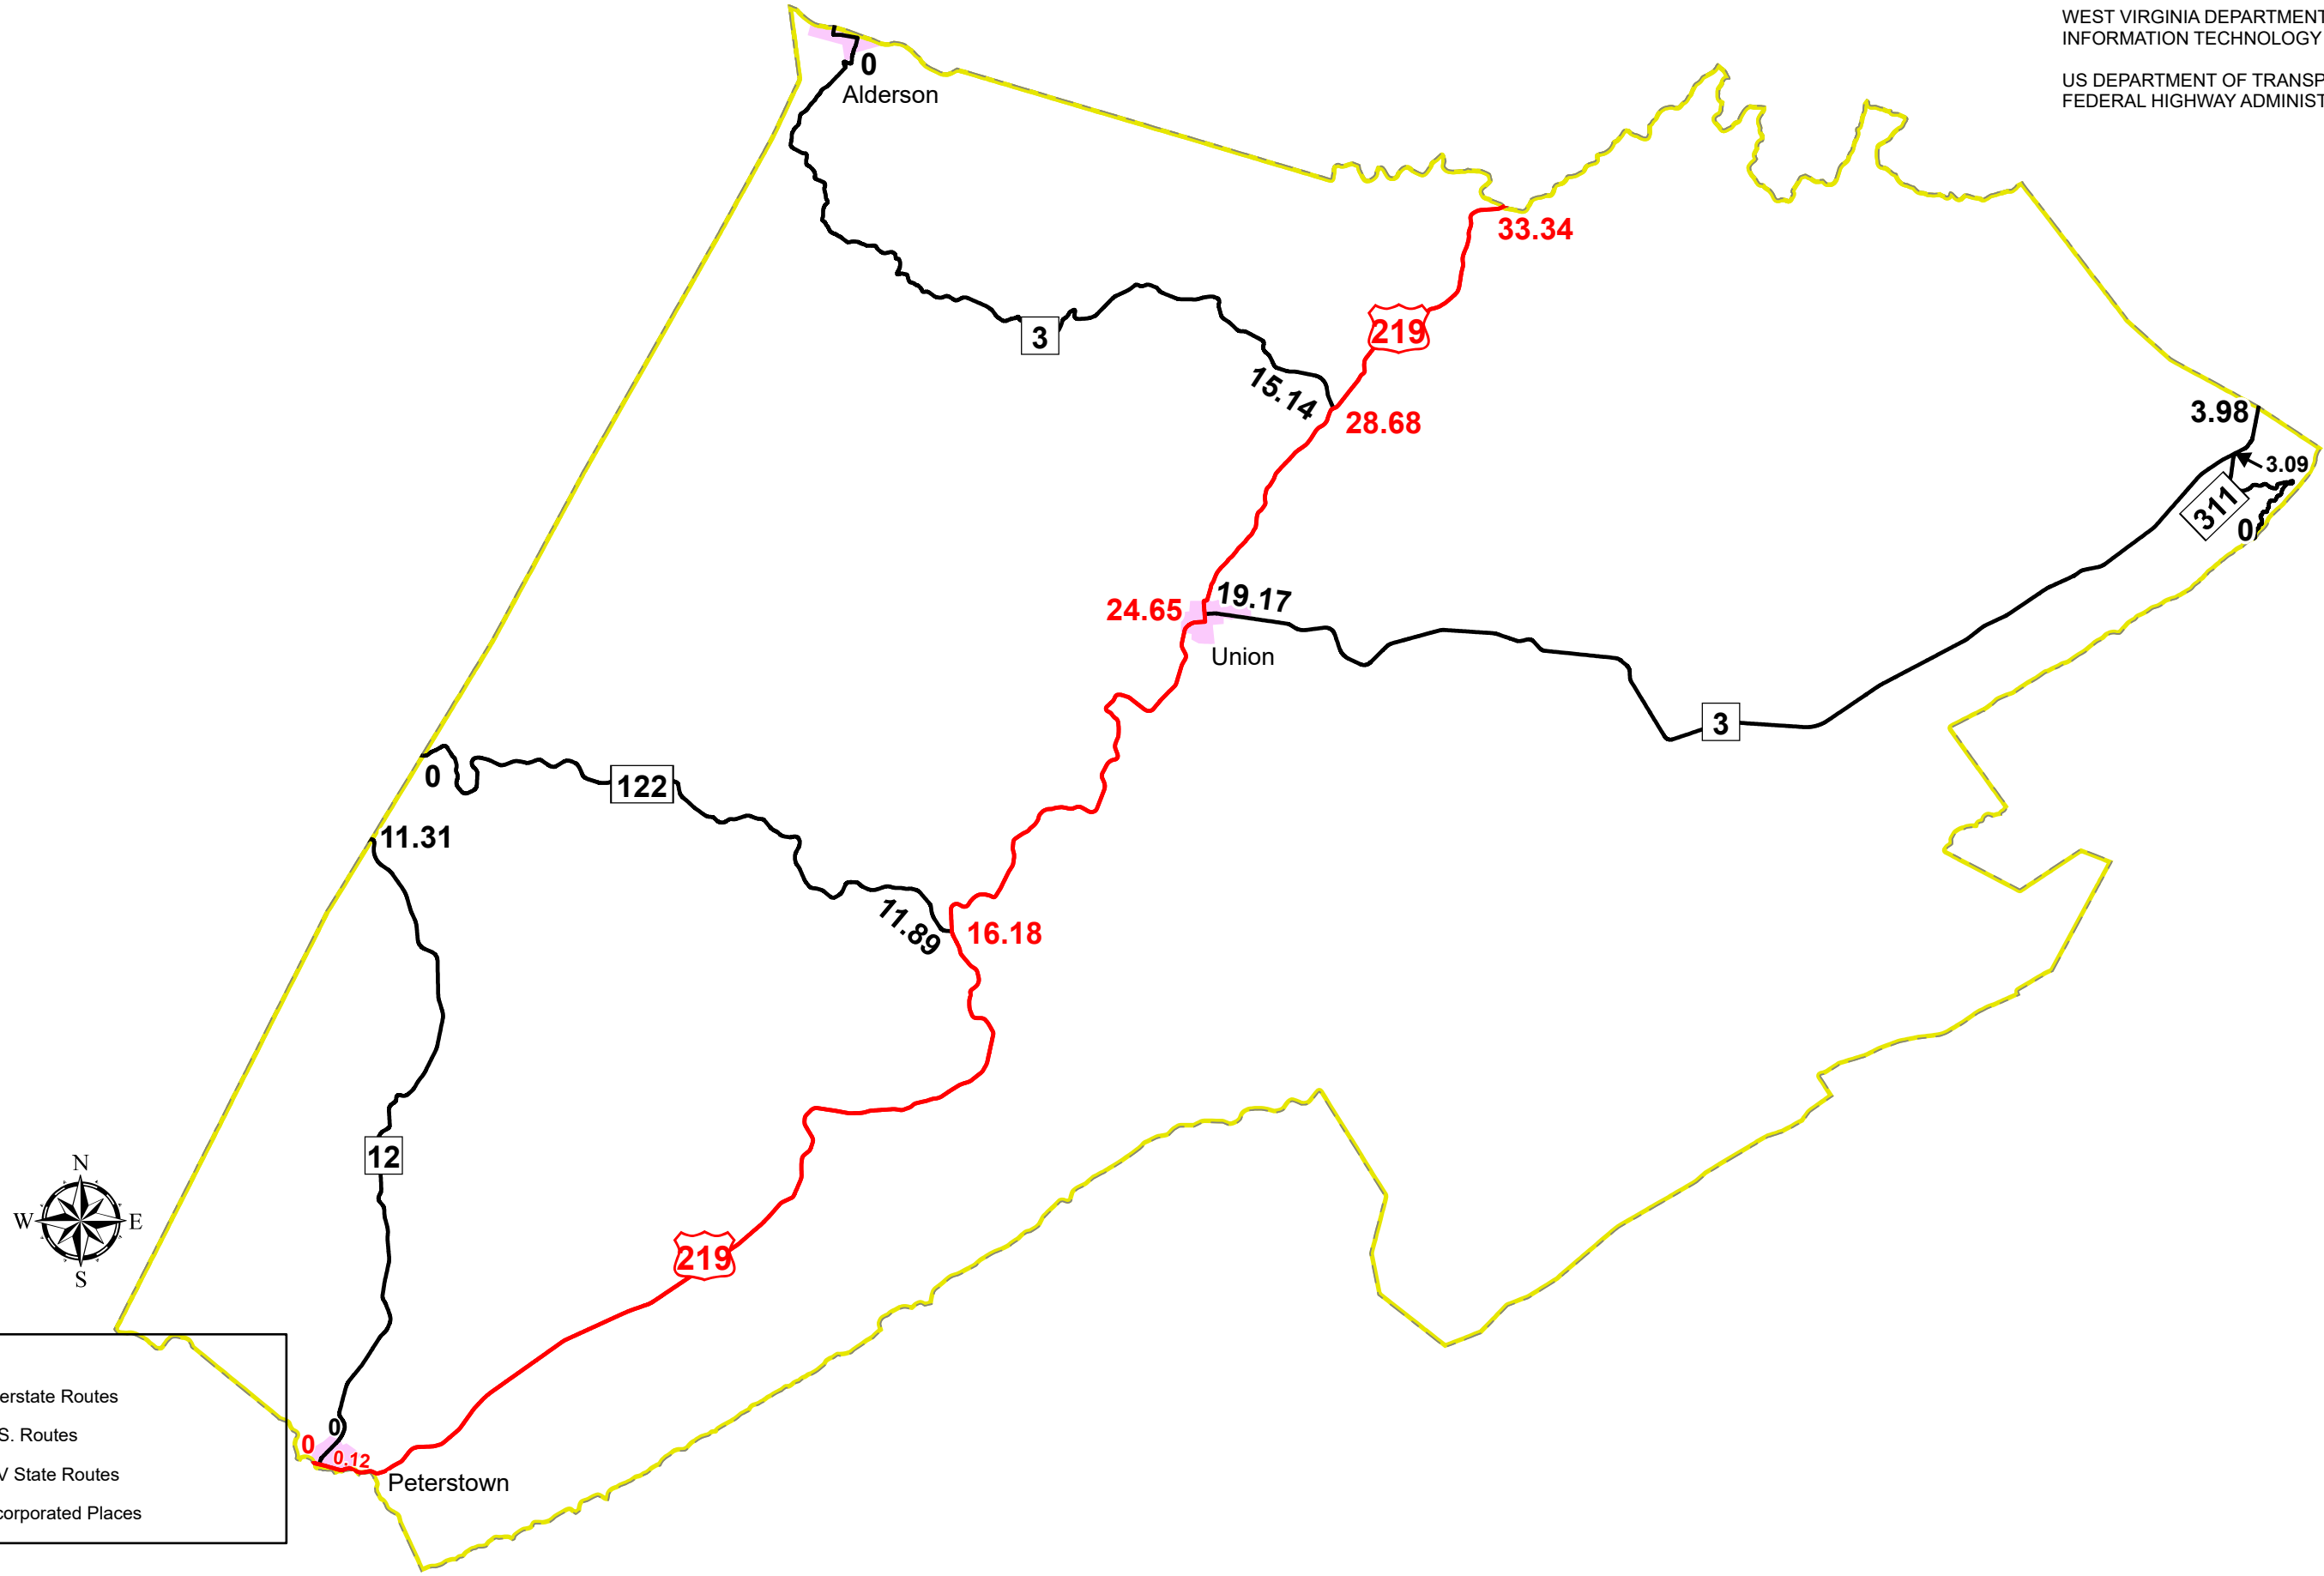 WEST VIRGINIA DEPARTMENT
INFORMATION TECHNOLOGY
US DEPARTMENT OF TRANSP
FEDERAL HIGHWAY ADMINIST
0
Alderson
33.34
219
3
15.14
28.68
3.98
3.09
311
0
19.17
24.65
Union
3
0
122
11.31
11.89
16.18
12
N
W E
S
219
erstate Routes
S. Routes
V State Routes
corporated Places
0
0
0.12
Peterstown